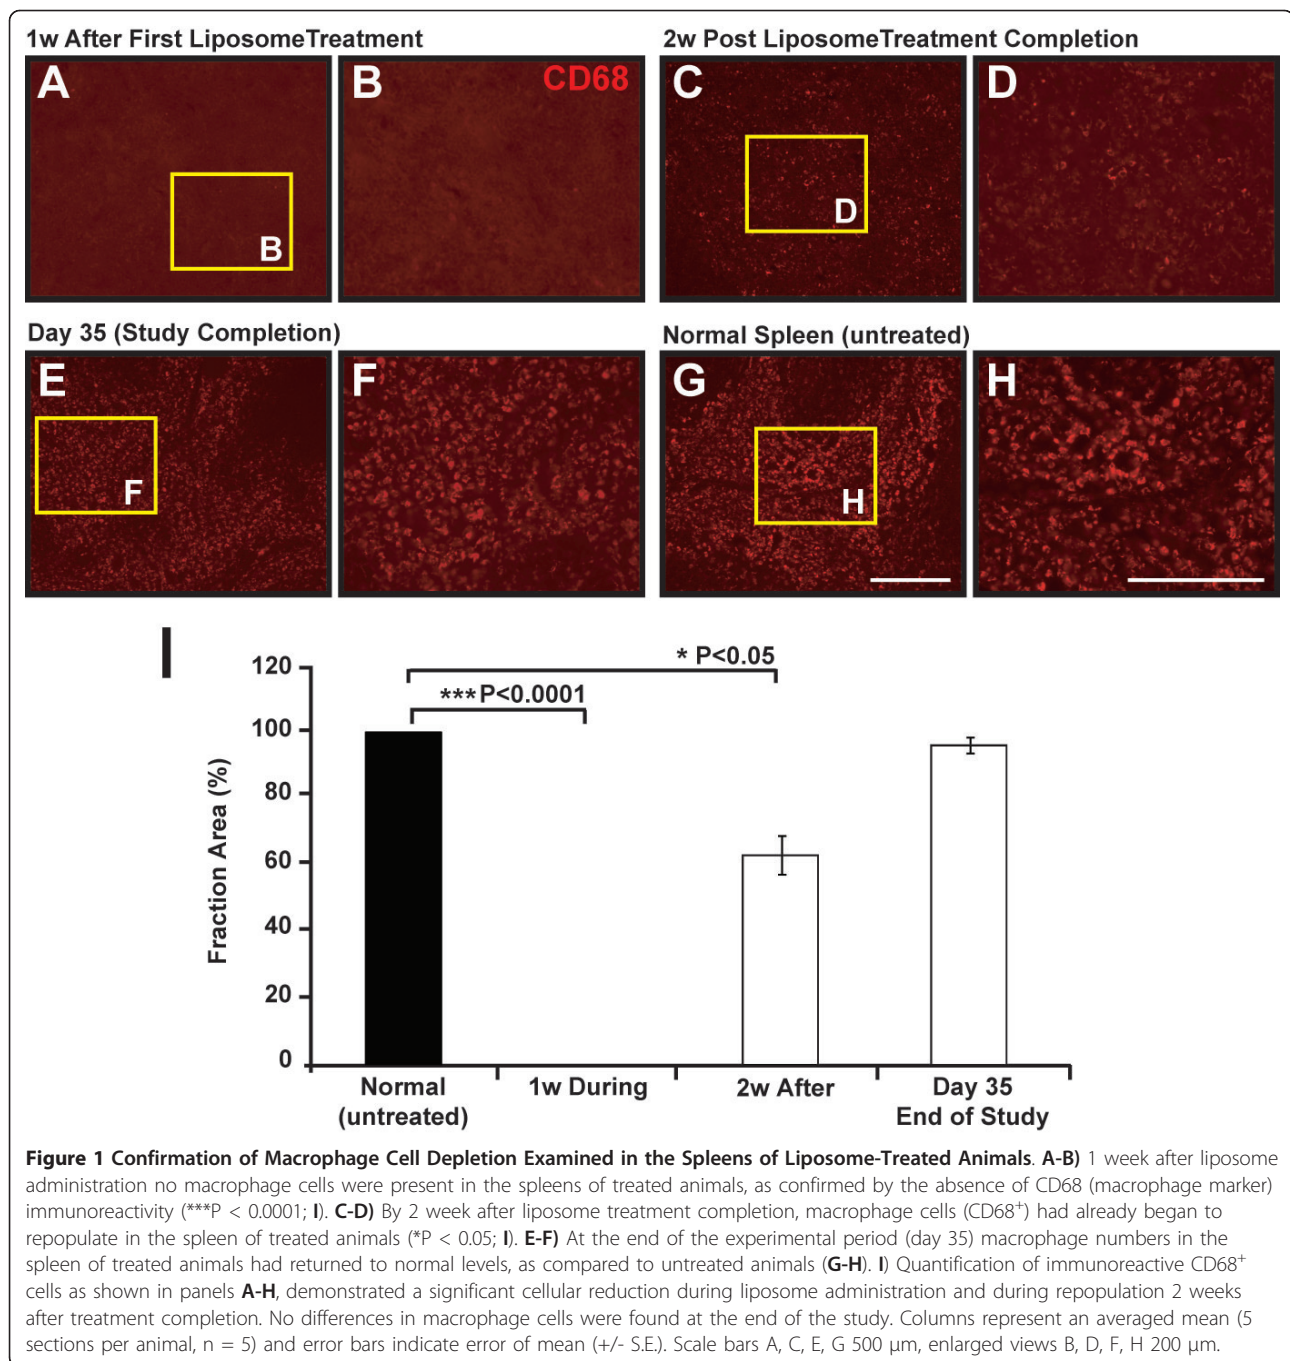 1w After First LiposomeTreatment
2w Post LiposomeTreatment Completion
A
B
CD68
B
C
D
D
Day 35 (Study Completion)
Normal Spleen (untreated)
E
F
F
G
H
H
I
* P<0.05
***P<0.0001
120
100
80
60
40
20
0
Fraction Area (%)
Normal
(untreated)
1w During
2w After
Day 35
End of Study
Figure 1 Confirmation of Macrophage Cell Depletion Examined in the Spleens of Liposome-Treated Animals. A-B) 1 week after liposome
administration no macrophage cells were present in the spleens of treated animals, as confirmed by the absence of CD68 (macrophage marker)
immunoreactivity (***P < 0.0001; I). C-D) By 2 week after liposome treatment completion, macrophage cells (CD68+) had already began to
repopulate in the spleen of treated animals (*P < 0.05; I). E-F) At the end of the experimental period (day 35) macrophage numbers in the
spleen of treated animals had returned to normal levels, as compared to untreated animals (G-H). I) Quantification of immunoreactive CD68+
cells as shown in panels A-H, demonstrated a significant cellular reduction during liposome administration and during repopulation 2 weeks
after treatment completion. No differences in macrophage cells were found at the end of the study. Columns represent an averaged mean (5
sections per animal, n = 5) and error bars indicate error of mean (+/- S.E.). Scale bars A, C, E, G 500 μm, enlarged views B, D, F, H 200 μm.